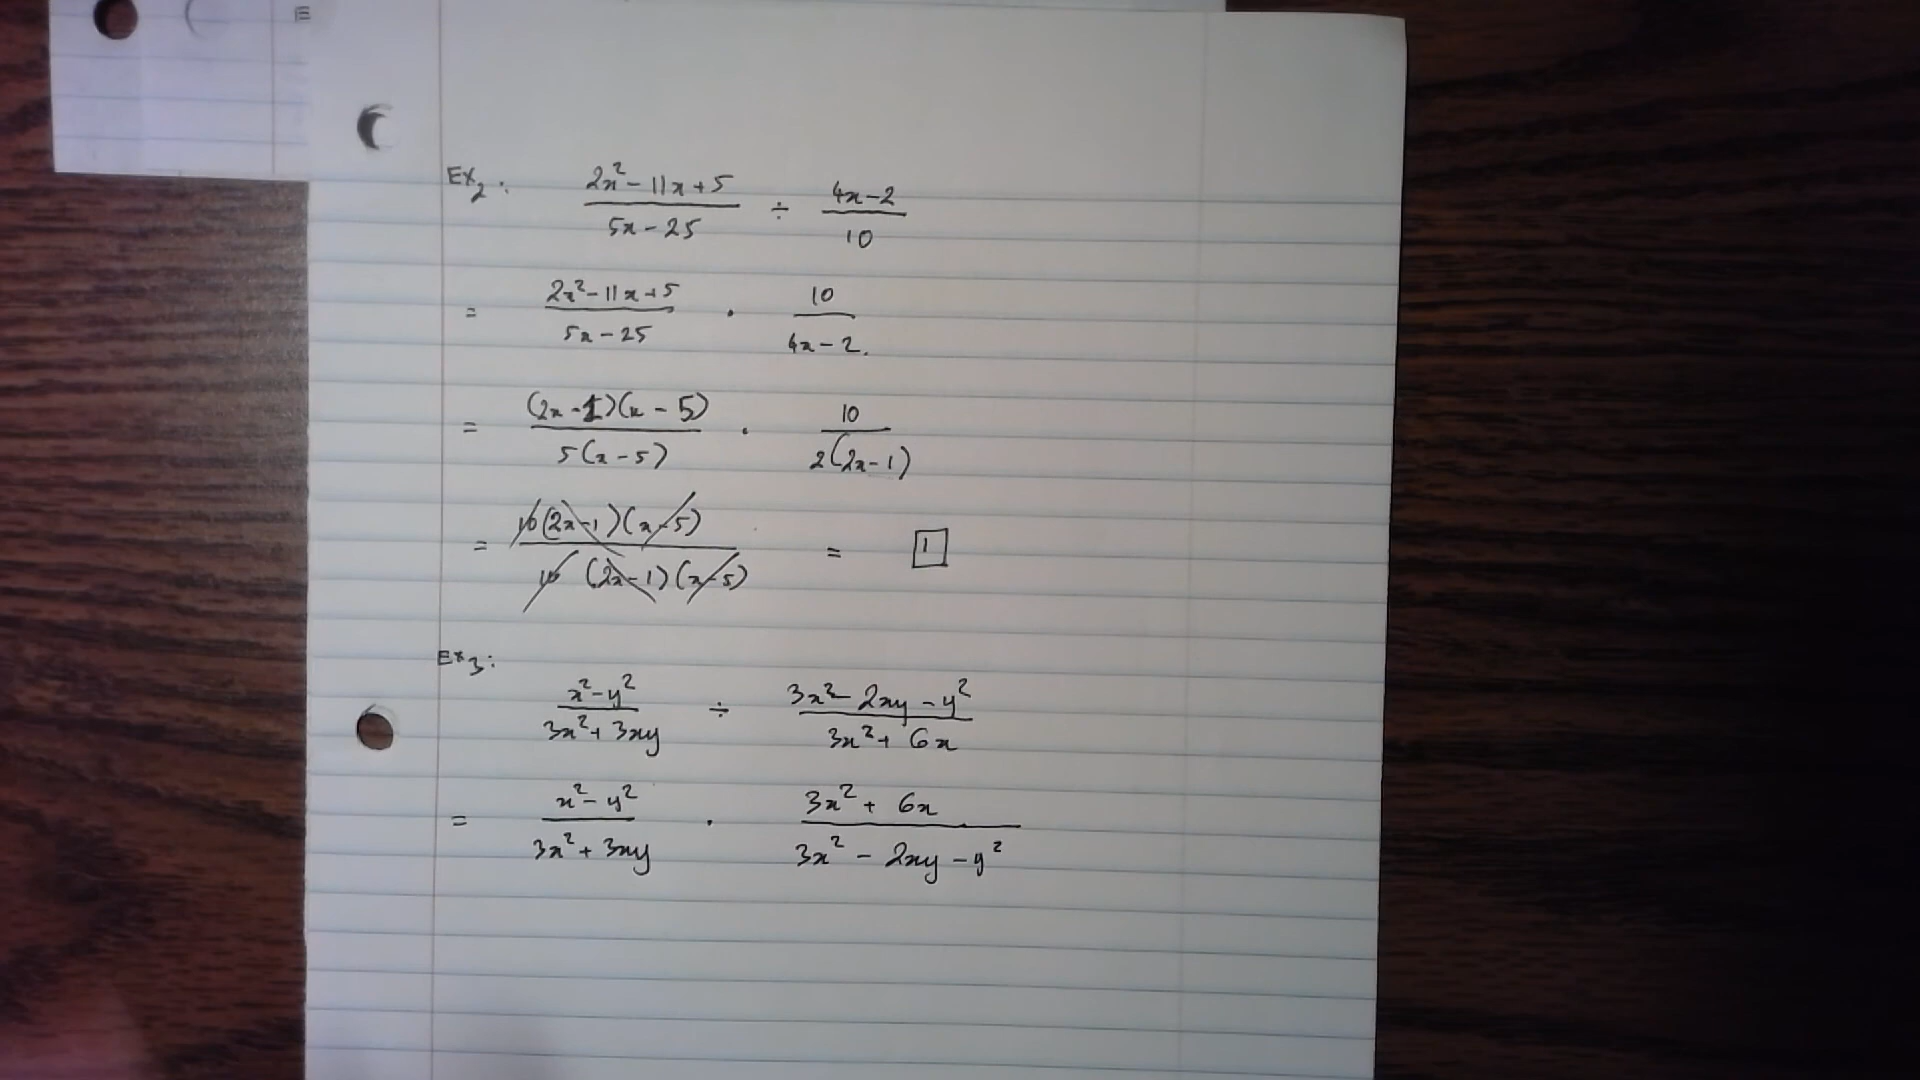 E
Ex2: 2x² - 11x + 5 / 5x - 25 ÷ 4x - 2 / 10
= 2x² - 11x + 5 / 5x - 25 · 10 / 4x - 2.
= (2x - 1)(x - 5) / 5(x - 5) · 10 / 2(2x - 1)
= 10(2x - 1)(x - 5) / 10 (2x - 1)(x - 5) = 1
Ex3:
x² - y² / 3x² + 3xy ÷ 3x² - 2xy - y² / 3x² + 6x
= x² - y² / 3x² + 3xy · 3x² + 6x / 3x² - 2xy - y²